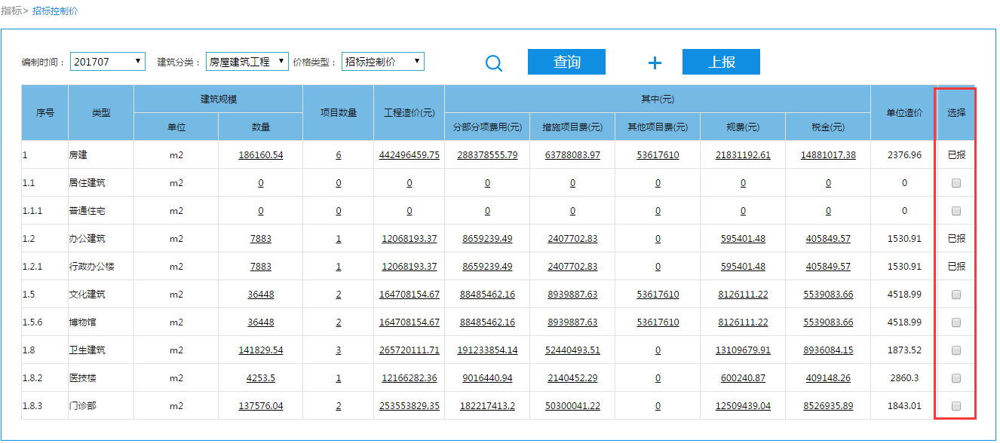 指标> 招标控制价
编制时间： 201707 建筑分类： 房屋建筑工程 价格类型： 招标控制价 查询 上报
序号 类型 建筑规模 项目数量 工程造价(元) 其中(元) 单位造价 选择
单位 数量 分部分项费用(元) 措施项目费(元) 其他项目费(元) 规费(元) 税金(元)
1 房建 m2 186160.54 6 442496459.75 288378555.79 63788083.97 53617610 21831192.61 14881017.38 2376.96 已报
1.1 居住建筑 m2 0 0 0 0 0 0 0 0 0
1.1.1 普通住宅 m2 0 0 0 0 0 0 0 0 0
1.2 办公建筑 m2 7883 1 12068193.37 8659239.49 2407702.83 0 595401.48 405849.57 1530.91 已报
1.2.1 行政办公楼 m2 7883 1 12068193.37 8659239.49 2407702.83 0 595401.48 405849.57 1530.91 已报
1.5 文化建筑 m2 36448 2 164708154.67 88485462.16 8939887.63 53617610 8126111.22 5539083.66 4518.99
1.5.6 博物馆 m2 36448 2 164708154.67 88485462.16 8939887.63 53617610 8126111.22 5539083.66 4518.99
1.8 卫生建筑 m2 141829.54 3 265720111.71 191233854.14 52440493.51 0 13109679.91 8936084.15 1873.52
1.8.2 医技楼 m2 4253.5 1 12166282.36 9016440.94 2140452.29 0 600240.87 409148.26 2860.3
1.8.3 门诊部 m2 137576.04 2 253553829.35 182217413.2 50300041.22 0 12509439.04 8526935.89 1843.01